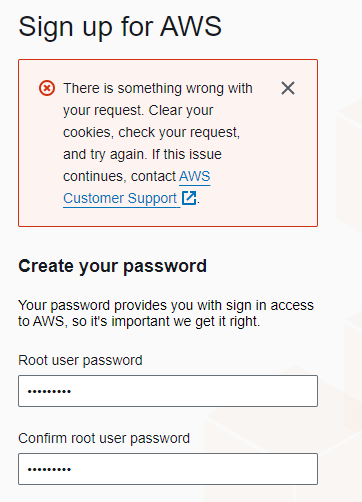 Sign up for AWS
There is something wrong with
your request. Clear your
cookies, check your request,
and try again. If this issue
continues, contact AWS
Customer Support.
Create your password
Your password provides you with sign in access
to AWS, so it's important we get it right.
Root user password
•••••••••
Confirm root user password
•••••••••